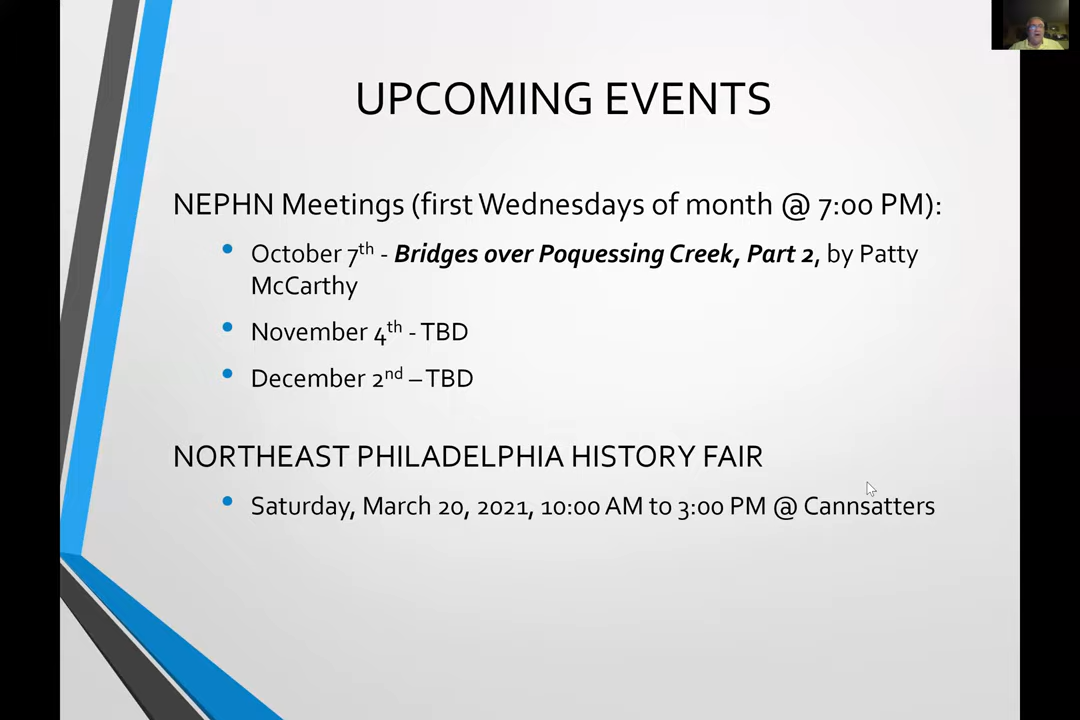 UPCOMING EVENTS
NEPHN Meetings (first Wednesdays of month @ 7:00 PM):
• October 7th - Bridges over Poquessing Creek, Part 2, by Patty
McCarthy
• November 4th - TBD
• December 2nd – TBD
NORTHEAST PHILADELPHIA HISTORY FAIR
• Saturday, March 20, 2021, 10:00 AM to 3:00 PM @ Cannsatters